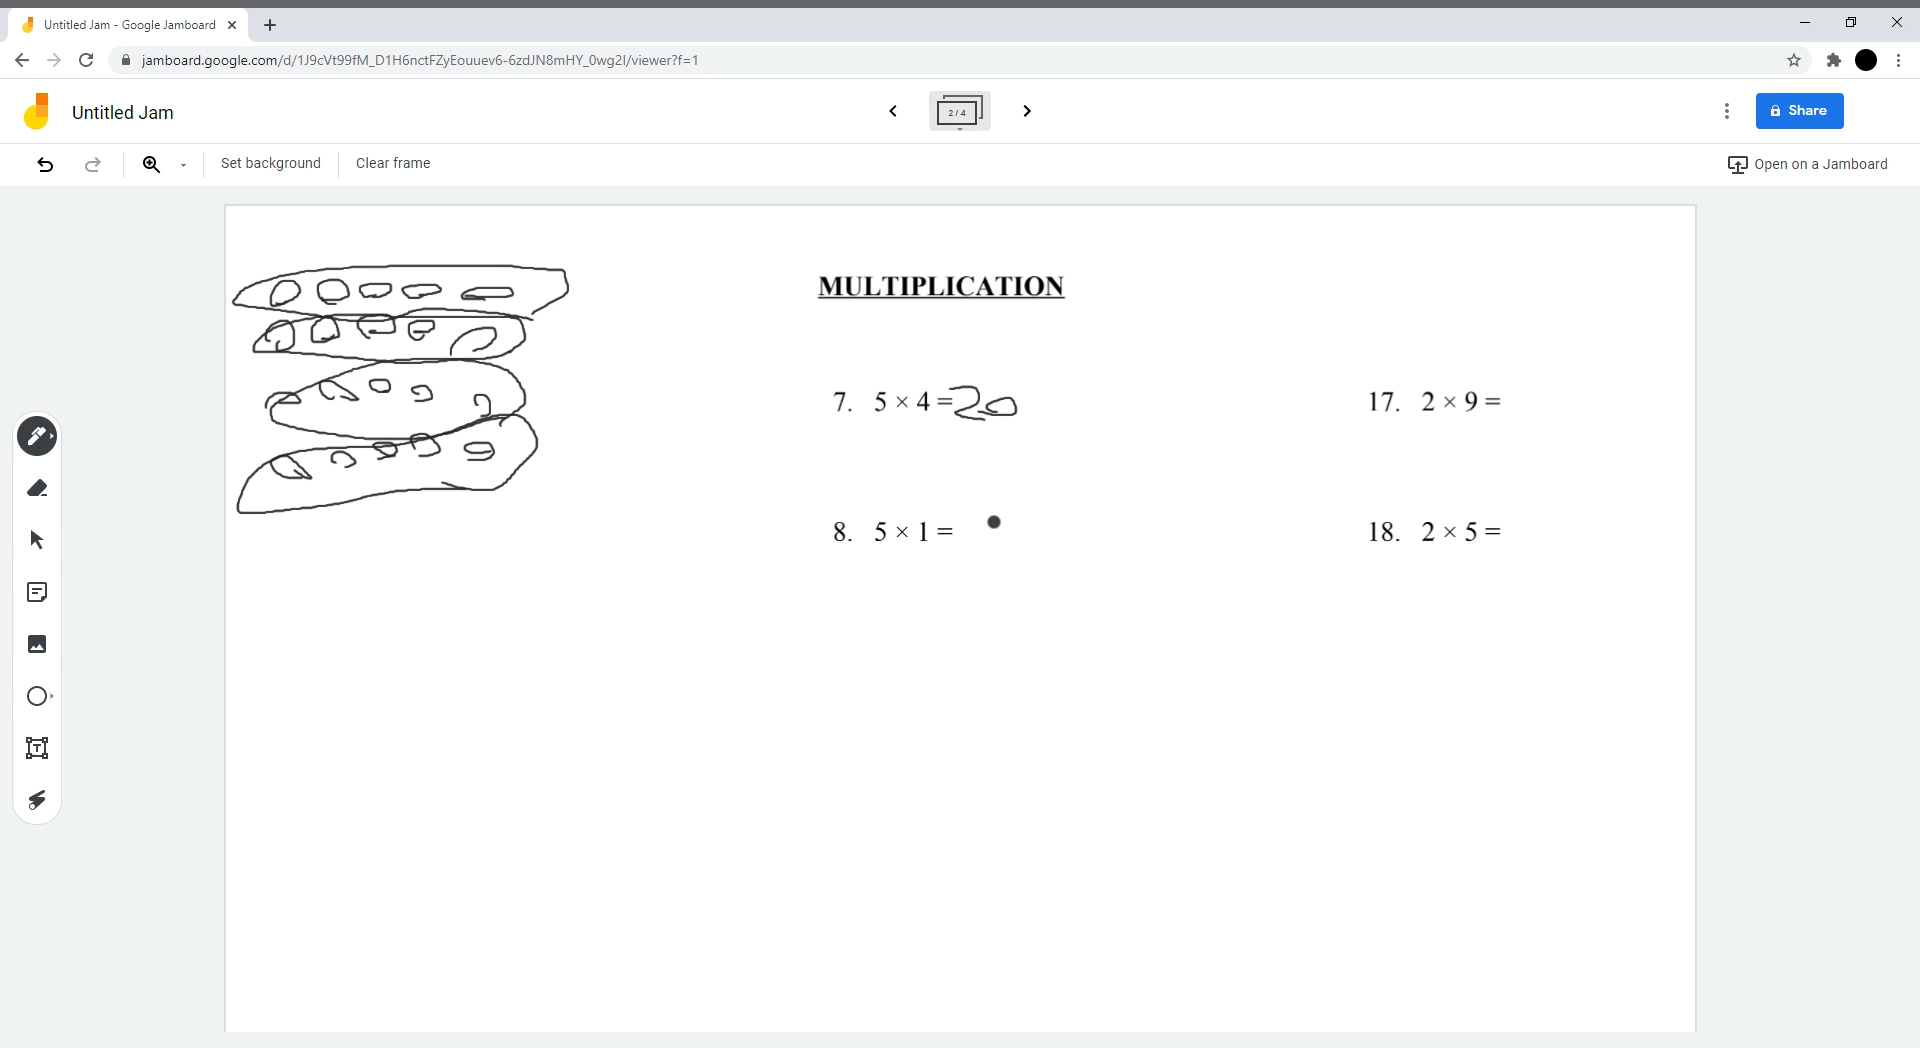 Untitled Jam - Google Jamboard
jamboard.google.com/d/1J9cVt99fM_D1H6nctFZyEouuev6-6zdJN8mHY_0wg2I/viewer?f=1
Untitled Jam
2 / 4
Share
Set background
Clear frame
Open on a Jamboard
MULTIPLICATION
7. 5 × 4 = 20
17. 2 × 9 =
8. 5 × 1 =
18. 2 × 5 =